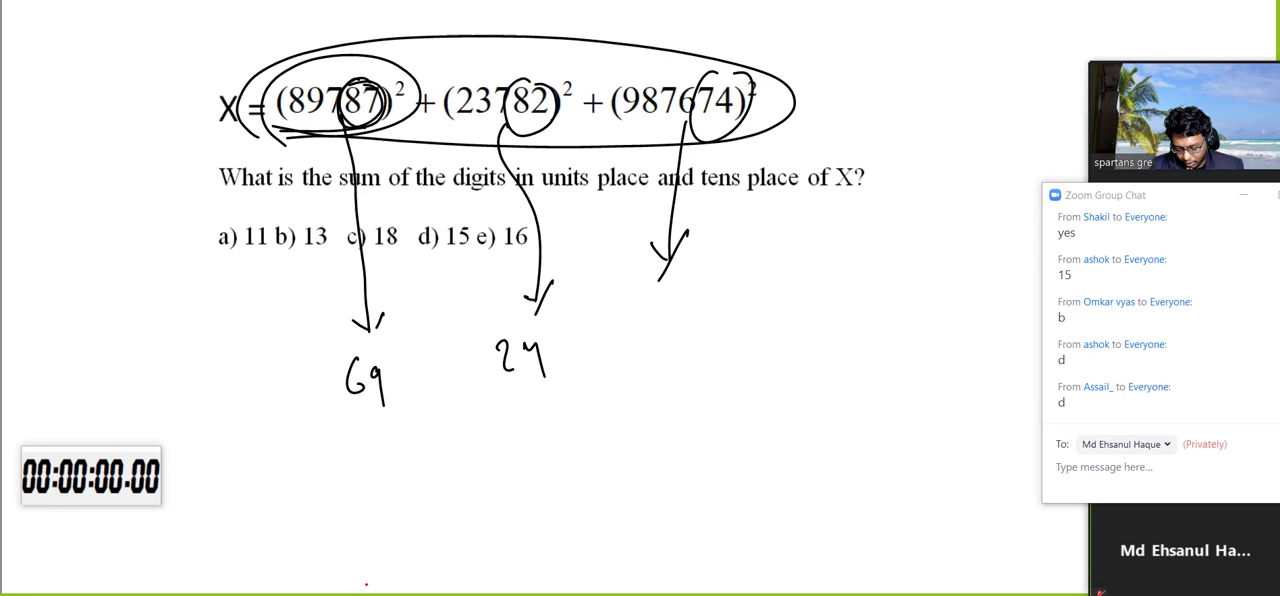 X = (89787)² + (23782)² + (987674)²
What is the sum of the digits in units place and tens place of X?
a) 11 b) 13 c) 18 d) 15 e) 16
69
24
00:00:00.00
spartans.gre
Zoom Group Chat
From Shakil to Everyone:
yes
From ashok to Everyone:
15
From Omkar vyas to Everyone:
b
From ashok to Everyone:
d
From Assail_ to Everyone:
d
To: Md Ehsanul Haque (Privately)
Type message here...
Md Ehsanul Ha...